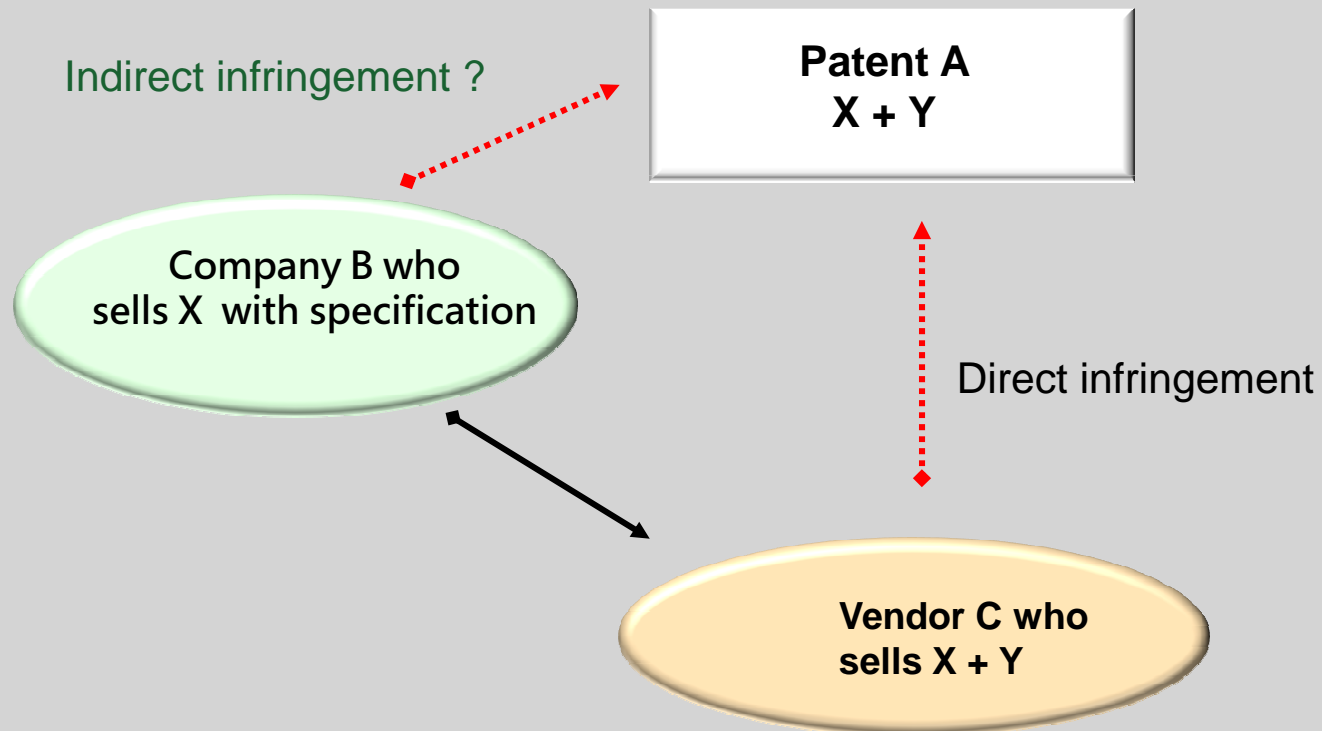 Indirect infringement ?
Patent A
X + Y
Company B who
sells X with specification
Direct infringement
Vendor C who
sells X + Y